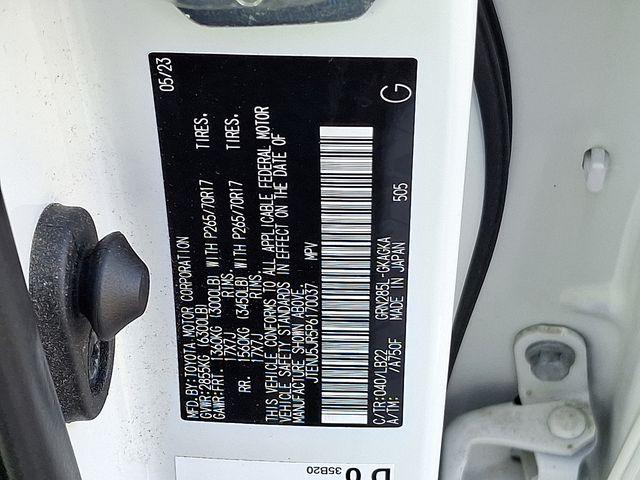 MFD.BY:TOYOTA MOTOR CORPORATION 05/23
GVWR:2855KG(6300LB)
GAWR:FRT. 1360KG (3000LB) WITH P265/70R17 TIRES.
17X7J RIMS.
RR. 1560KG (3450LB) WITH P265/70R17 TIRES.
17X7J RIMS.
THIS VEHICLE CONFORMS TO ALL APPLICABLE FEDERAL MOTOR
VEHICLE SAFETY STANDARDS IN EFFECT ON THE DATE OF
MANUFACTURE SHOWN ABOVE.
JTENU5JR5P6170037 MPV
C/TR:040/LB22 GRN285L-GKAGKA
A/TM: /A750F MADE IN JAPAN 505 G
35B20